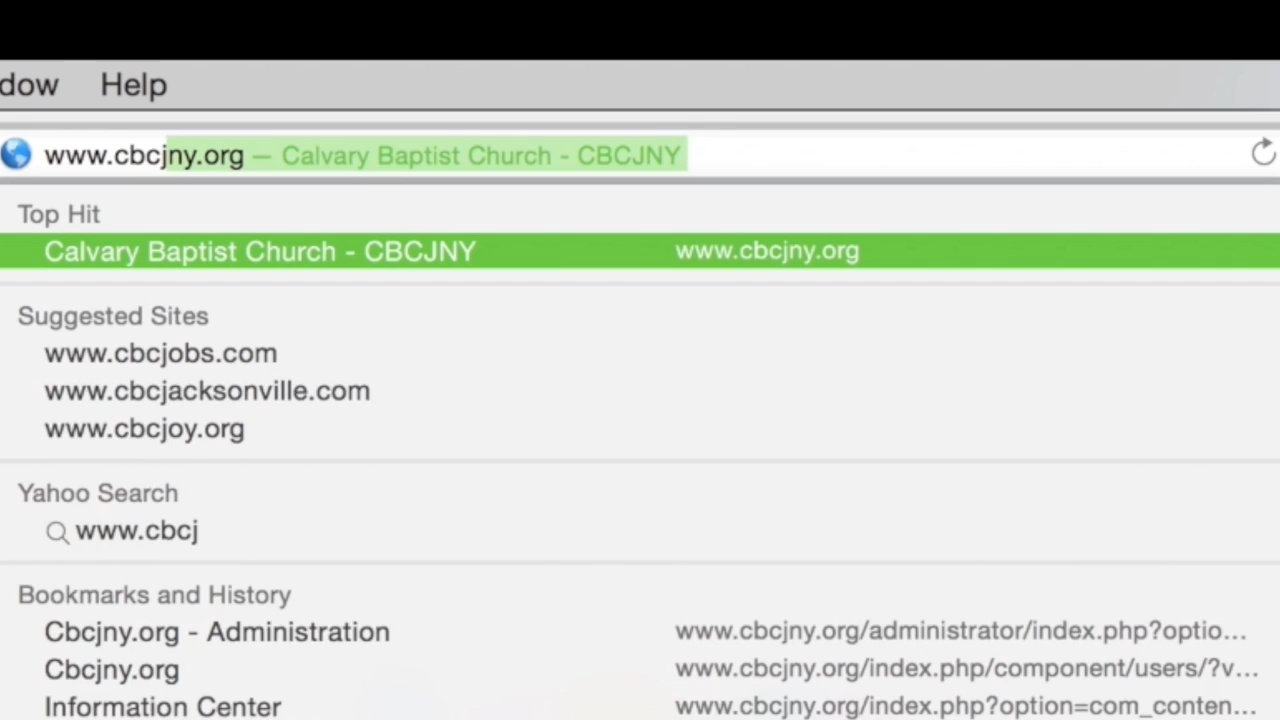 dow Help
www.cbcjny.org — Calvary Baptist Church - CBCJNY
Top Hit
Calvary Baptist Church - CBCJNY www.cbcjny.org
Suggested Sites
www.cbcjobs.com
www.cbcjacksonville.com
www.cbcjoy.org
Yahoo Search
www.cbcj
Bookmarks and History
Cbcjny.org - Administration www.cbcjny.org/administrator/index.php?optio...
Cbcjny.org www.cbcjny.org/index.php/component/users/?v...
Information Center www.cbcjny.org/index.php?option=com_conten...